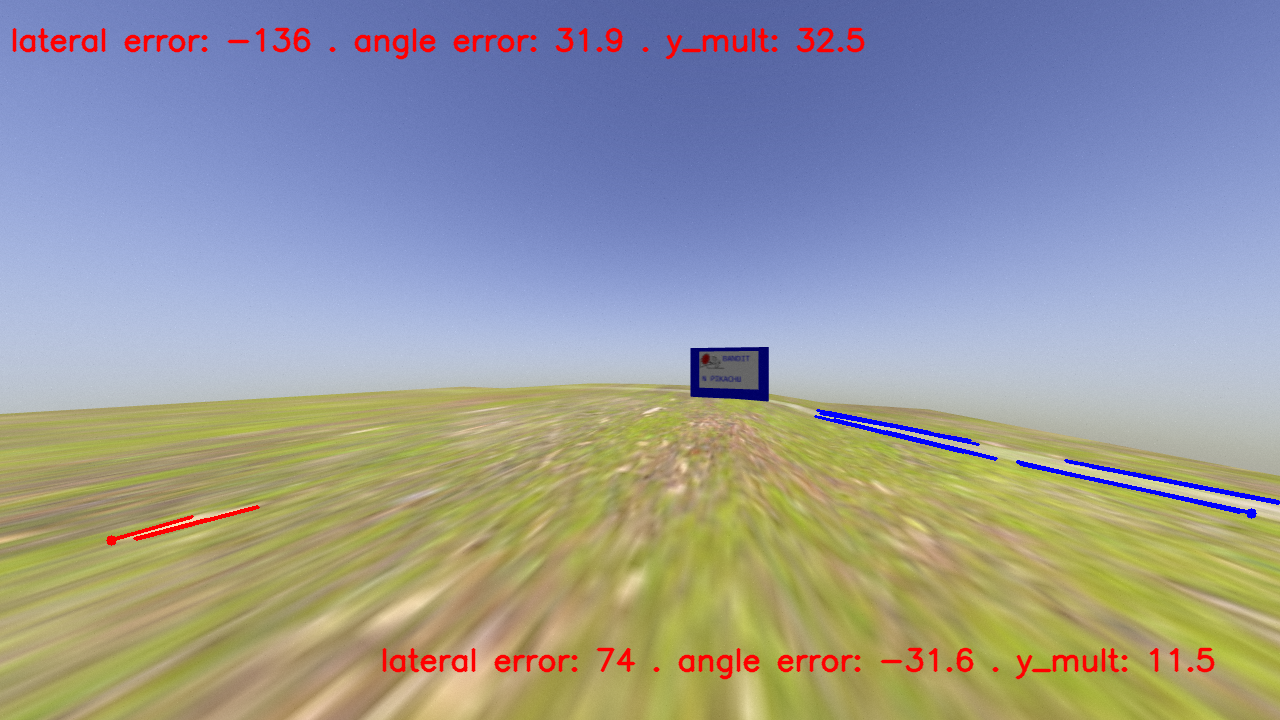 lateral error: -136 . angle error: 31.9 . y_mult: 32.5
BANDIT
N PIKACHU
lateral error: 74 . angle error: -31.6 . y_mult: 11.5